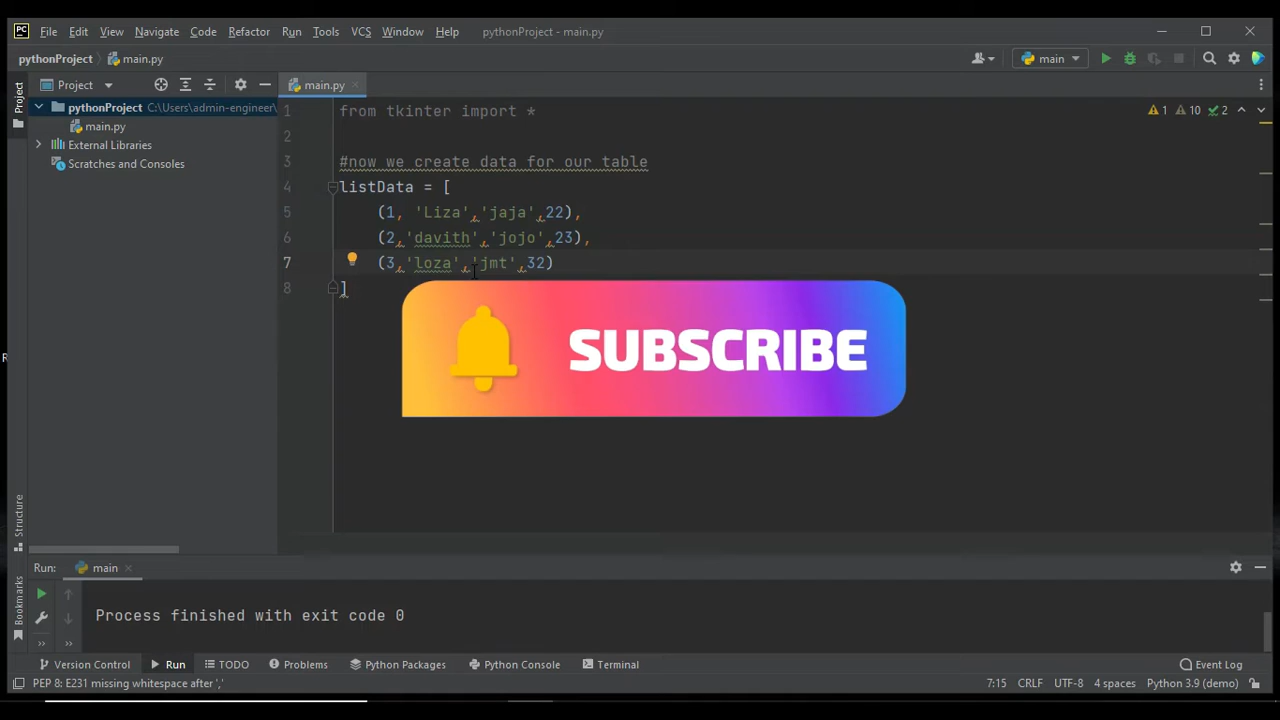 PC File Edit View Navigate Code Refactor Run Tools VCS Window Help pythonProject - main.py
pythonProject main.py main
Project main.py
pythonProject C:\Users\admin-engineer\
main.py
External Libraries
Scratches and Consoles
Project
Structure
Bookmarks
1 from tkinter import * 1 10 2
2
3 #now we create data for our table
4 listData = [
5 (1, 'Liza','jaja',22),
6 (2,'davith','jojo',23),
7 (3,'loza','jmt',32)
8 ]
SUBSCRIBE
Run: main
Process finished with exit code 0
Version Control Run TODO Problems Python Packages Python Console Terminal Event Log
PEP 8: E231 missing whitespace after ',' 7:15 CRLF UTF-8 4 spaces Python 3.9 (demo)